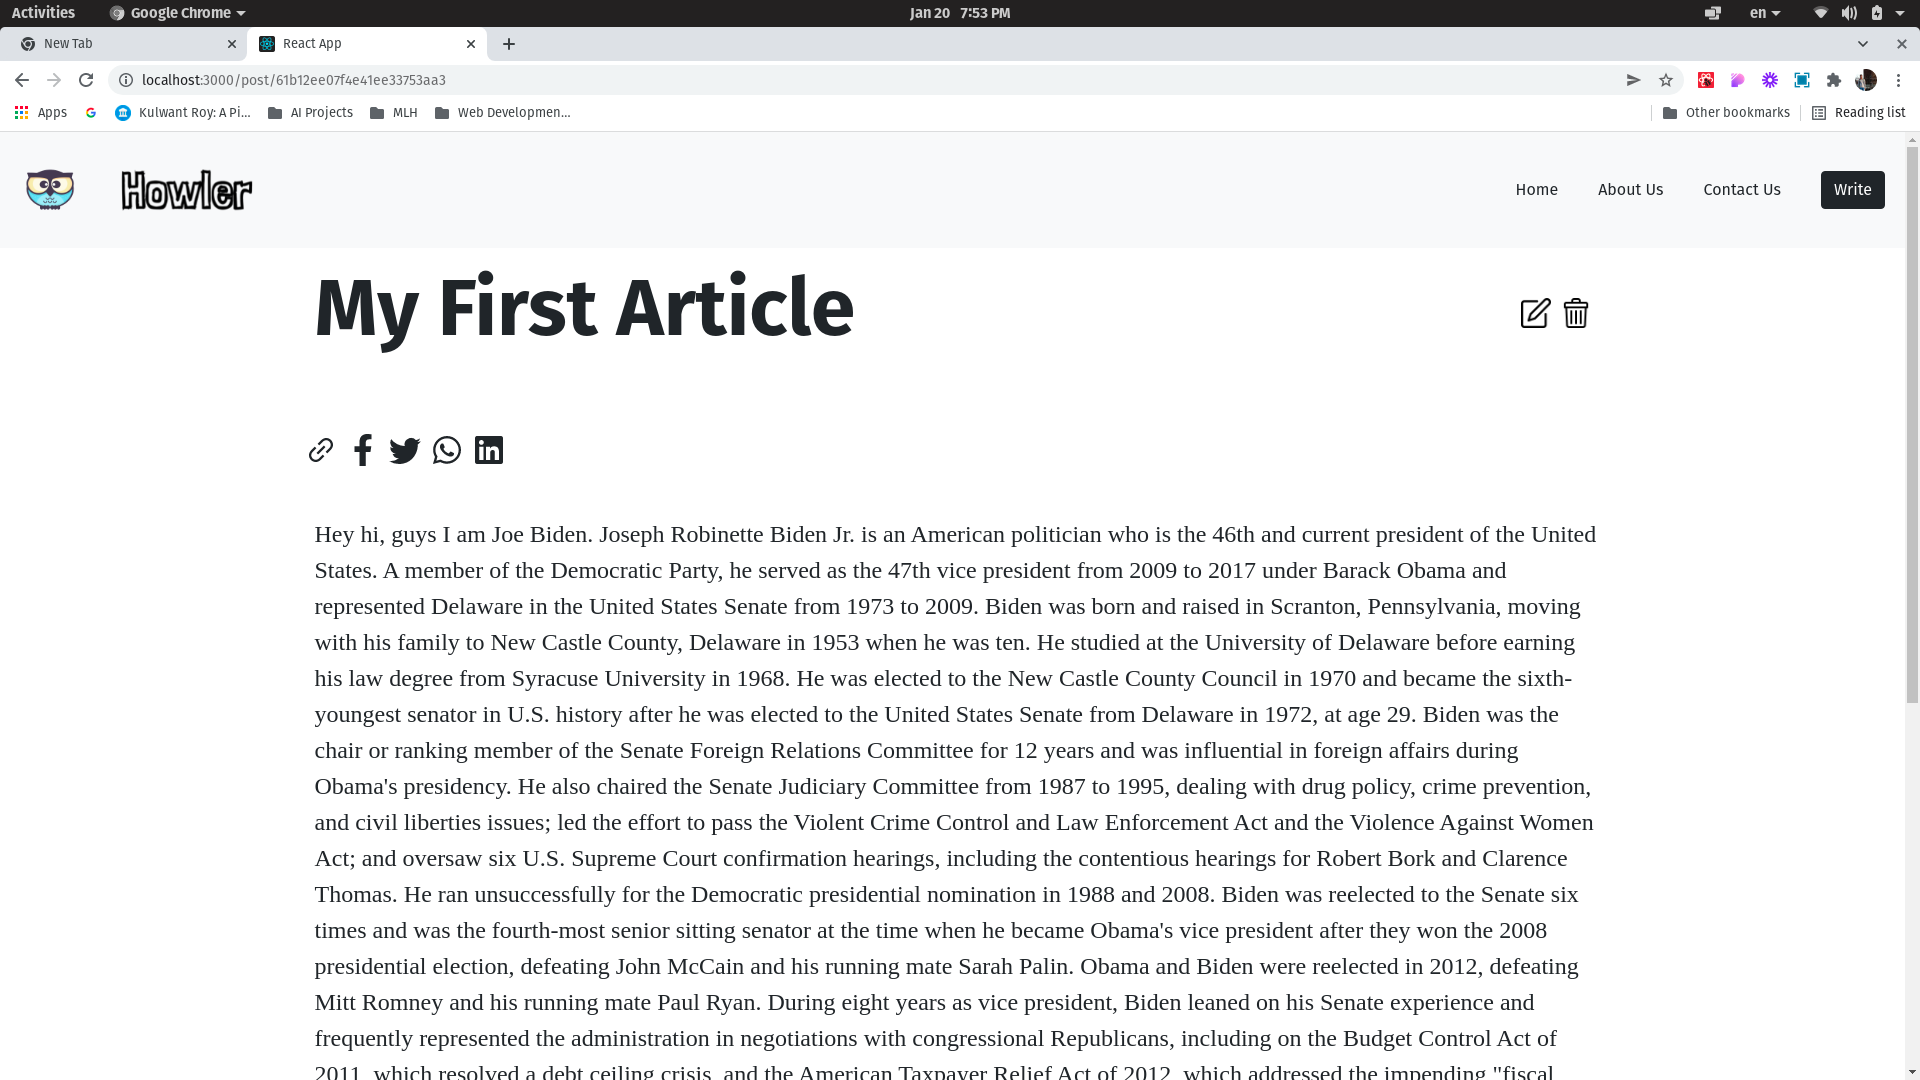 Activities Google Chrome Jan 20 7:53 PM en
New Tab React App
localhost:3000/post/61b12ee07f4e41ee33753aa3
Apps Kulwant Roy: A Pi... AI Projects MLH Web Developmen... Other bookmarks Reading list
Howler Home About Us Contact Us Write
My First Article
Hey hi, guys I am Joe Biden. Joseph Robinette Biden Jr. is an American politician who is the 46th and current president of the United
States. A member of the Democratic Party, he served as the 47th vice president from 2009 to 2017 under Barack Obama and
represented Delaware in the United States Senate from 1973 to 2009. Biden was born and raised in Scranton, Pennsylvania, moving
with his family to New Castle County, Delaware in 1953 when he was ten. He studied at the University of Delaware before earning
his law degree from Syracuse University in 1968. He was elected to the New Castle County Council in 1970 and became the sixth-
youngest senator in U.S. history after he was elected to the United States Senate from Delaware in 1972, at age 29. Biden was the
chair or ranking member of the Senate Foreign Relations Committee for 12 years and was influential in foreign affairs during
Obama's presidency. He also chaired the Senate Judiciary Committee from 1987 to 1995, dealing with drug policy, crime prevention,
and civil liberties issues; led the effort to pass the Violent Crime Control and Law Enforcement Act and the Violence Against Women
Act; and oversaw six U.S. Supreme Court confirmation hearings, including the contentious hearings for Robert Bork and Clarence
Thomas. He ran unsuccessfully for the Democratic presidential nomination in 1988 and 2008. Biden was reelected to the Senate six
times and was the fourth-most senior sitting senator at the time when he became Obama's vice president after they won the 2008
presidential election, defeating John McCain and his running mate Sarah Palin. Obama and Biden were reelected in 2012, defeating
Mitt Romney and his running mate Paul Ryan. During eight years as vice president, Biden leaned on his Senate experience and
frequently represented the administration in negotiations with congressional Republicans, including on the Budget Control Act of
2011, which resolved a debt ceiling crisis, and the American Taxpayer Relief Act of 2012, which addressed the impending "fiscal